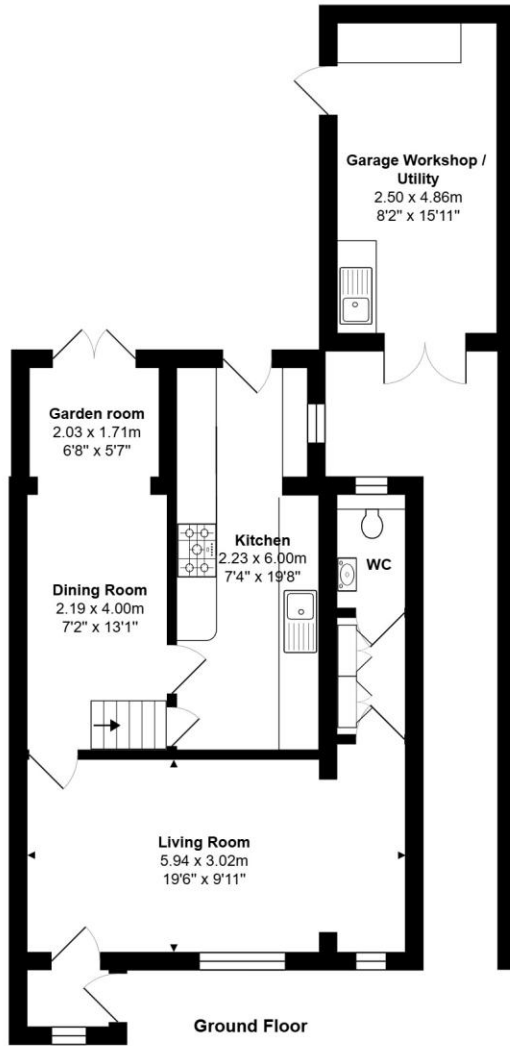 Garage Workshop /
Utility
2.50 x 4.86m
8'2" x 15'11"
Garden room
2.03 x 1.71m
6'8" x 5'7"
Kitchen
2.23 x 6.00m
7'4" x 19'8"
WC
Dining Room
2.19 x 4.00m
7'2" x 13'1"
Living Room
5.94 x 3.02m
19'6" x 9'11"
Ground Floor